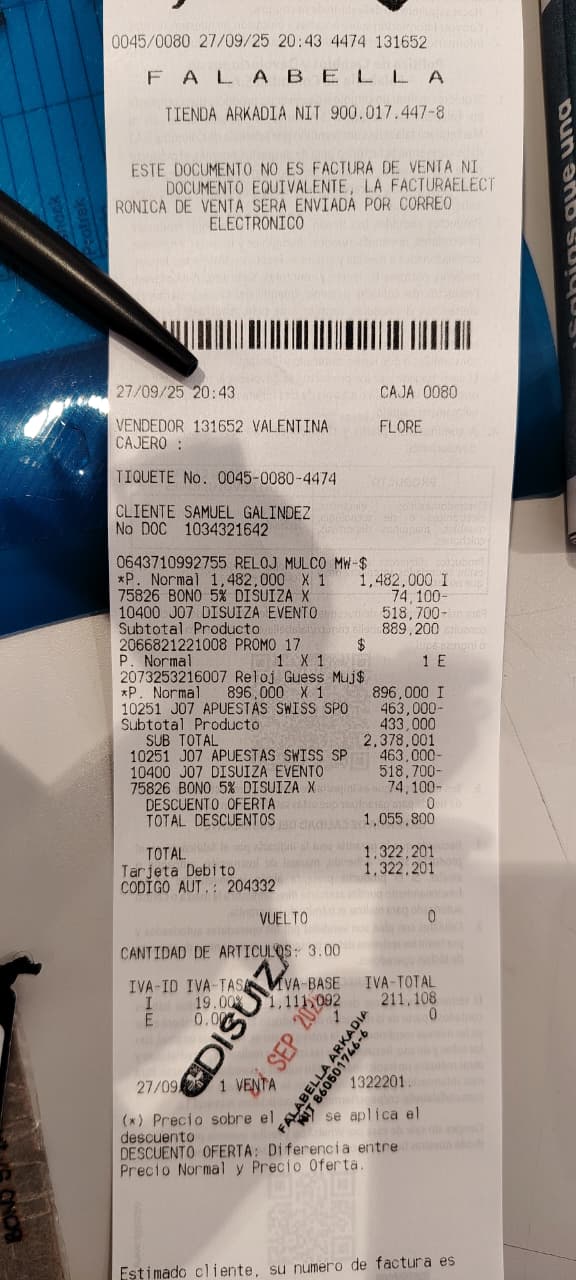 0045/0080 27/09/25 20:43 4474 131652
FALABELLA
TIENDA ARKADIA NIT 900.017.447-8
ESTE DOCUMENTO NO ES FACTURA DE VENTA NI
DOCUMENTO EQUIVALENTE, LA FACTURAELECT
RONICA DE VENTA SERA ENVIADA POR CORREO
ELECTRONICO
27/09/25 20:43 CAJA 0080
VENDEDOR 131652 VALENTINA FLORE
CAJERO :
TIQUETE No. 0045-0080-4474
CLIENTE SAMUEL GALINDEZ
No DOC 1034321642
0643710992755 RELOJ MULCO MW-$
*P. Normal 1,482,000 X 1 1,482,000 I
75826 BONO 5% DISUIZA X 74,100-
10400 J07 DISUIZA EVENTO 518,700-
Subtotal Producto 889,200
2066821221008 PROMO 17 $
P. Normal 1 X 1 1 E
2073253216007 Reloj Guess Muj$
*P. Normal 896,000 X 1 896,000 I
10251 J07 APUESTAS SWISS SPO 463,000-
Subtotal Producto 433,000
SUB TOTAL 2,378,001
10251 J07 APUESTAS SWISS SP 463,000-
10400 J07 DISUIZA EVENTO 518,700-
75826 BONO 5% DISUIZA X 74,100-
DESCUENTO OFERTA 0
TOTAL DESCUENTOS 1,055,800
TOTAL 1,322,201
Tarjeta Debito 1,322,201
CODIGO AUT.: 204332
VUELTO 0
CANTIDAD DE ARTICULOS: 3.00
IVA-ID IVA-TASA IVA-BASE IVA-TOTAL
I 19.00% 1,111,092 211,108
E 0.00% 1 0
DISUIZA
SEP
FALABELLA ARKADIA
NIT 860501746-6
27/09 1 VENTA 1322201.
(*) Precio sobre el se aplica el
descuento
DESCUENTO OFERTA: Diferencia entre
Precio Normal y Precio Oferta.
Estimado cliente, su numero de factura es
sabías que una
BONO 5